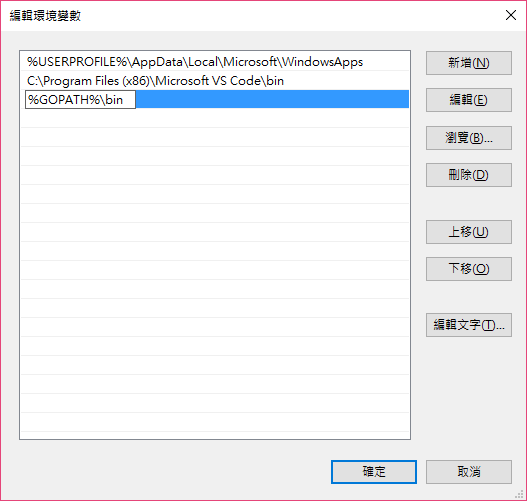 編輯環境變數
%USERPROFILE%\AppData\Local\Microsoft\WindowsApps
C:\Program Files (x86)\Microsoft VS Code\bin
%GOPATH%\bin
新增(N)
編輯(E)
瀏覽(B)...
刪除(D)
上移(U)
下移(O)
編輯文字(T)...
確定
取消